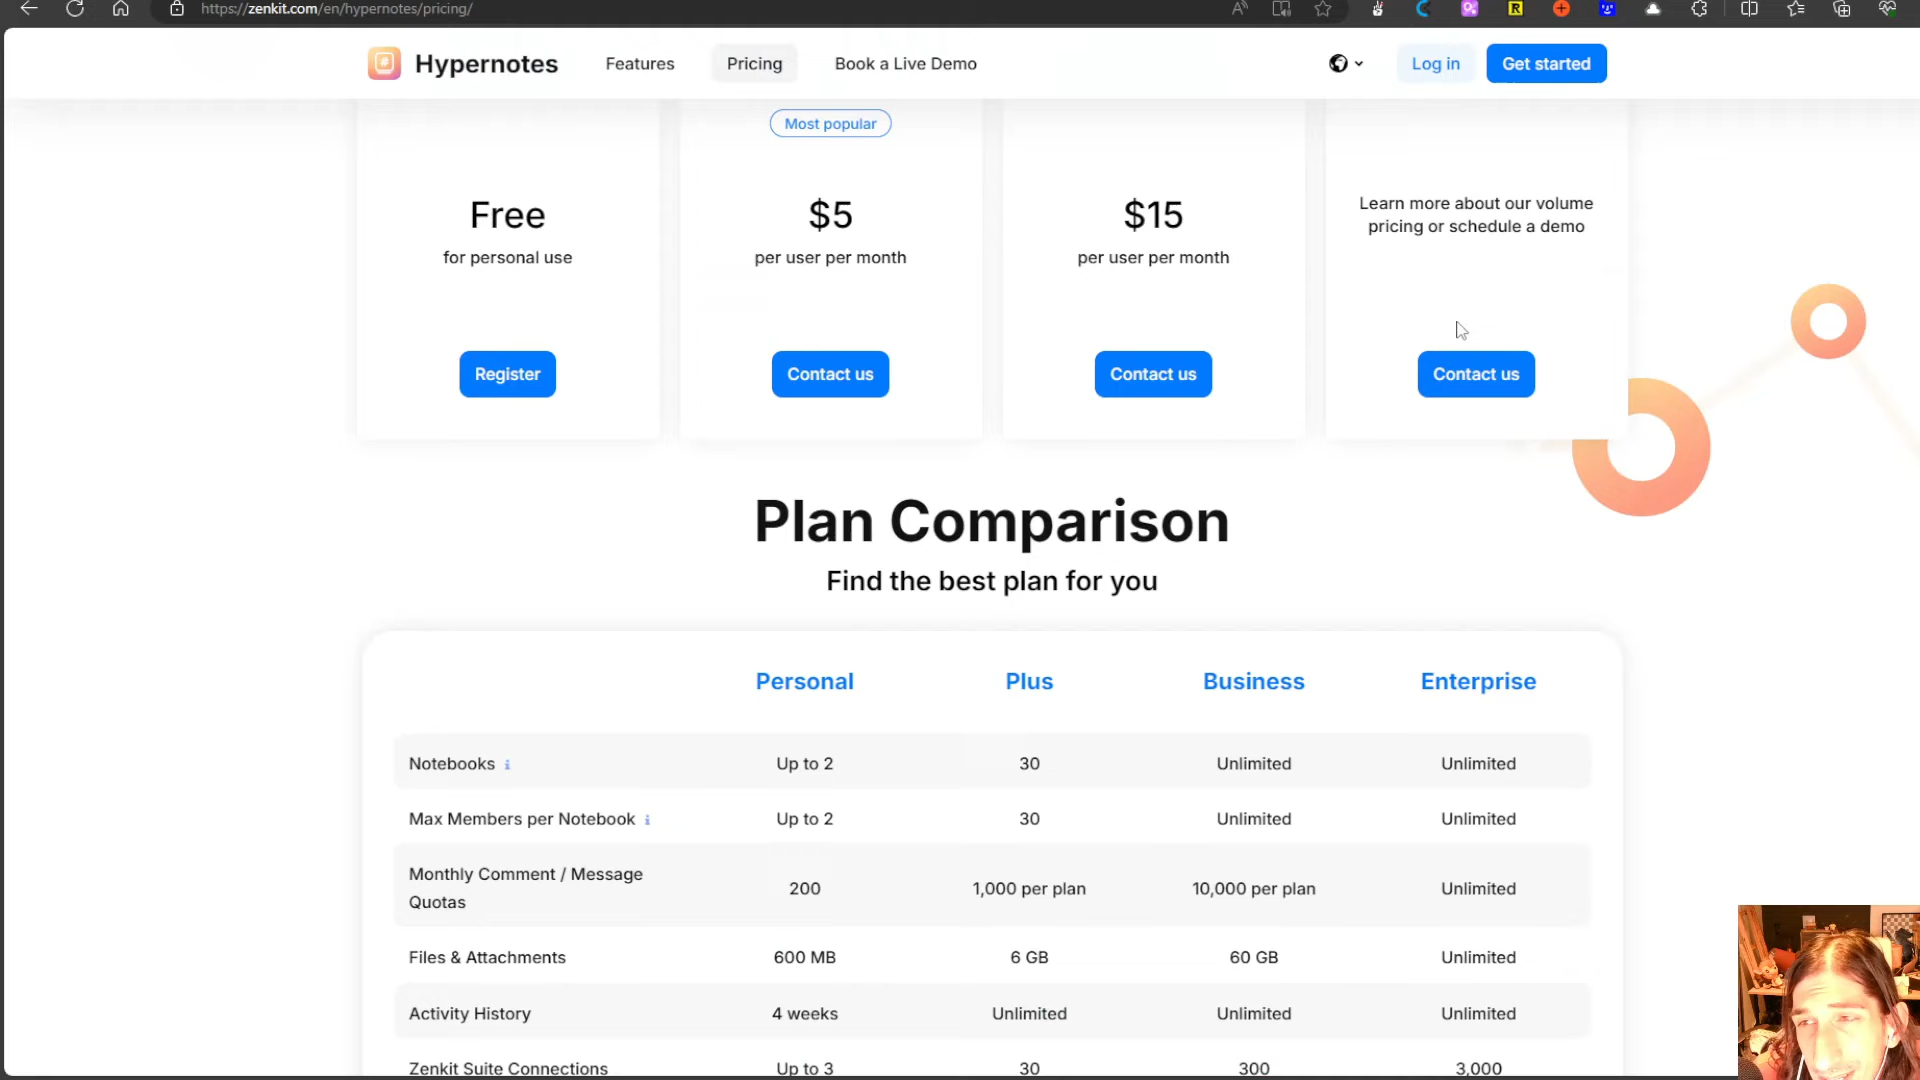 https://zenkit.com/en/hypernotes/pricing/
Hypernotes
Features
Pricing
Book a Live Demo
Log in
Get started
Most popular
Free
for personal use
Register
$5
per user per month
Contact us
$15
per user per month
Contact us
Learn more about our volume
pricing or schedule a demo
Contact us
Plan Comparison
Find the best plan for you
Personal Plus Business Enterprise
Notebooks i Up to 2 30 Unlimited Unlimited
Max Members per Notebook i Up to 2 30 Unlimited Unlimited
Monthly Comment / Message
Quotas 200 1,000 per plan 10,000 per plan Unlimited
Files & Attachments 600 MB 6 GB 60 GB Unlimited
Activity History 4 weeks Unlimited Unlimited Unlimited
Zenkit Suite Connections Up to 3 30 300 3,000